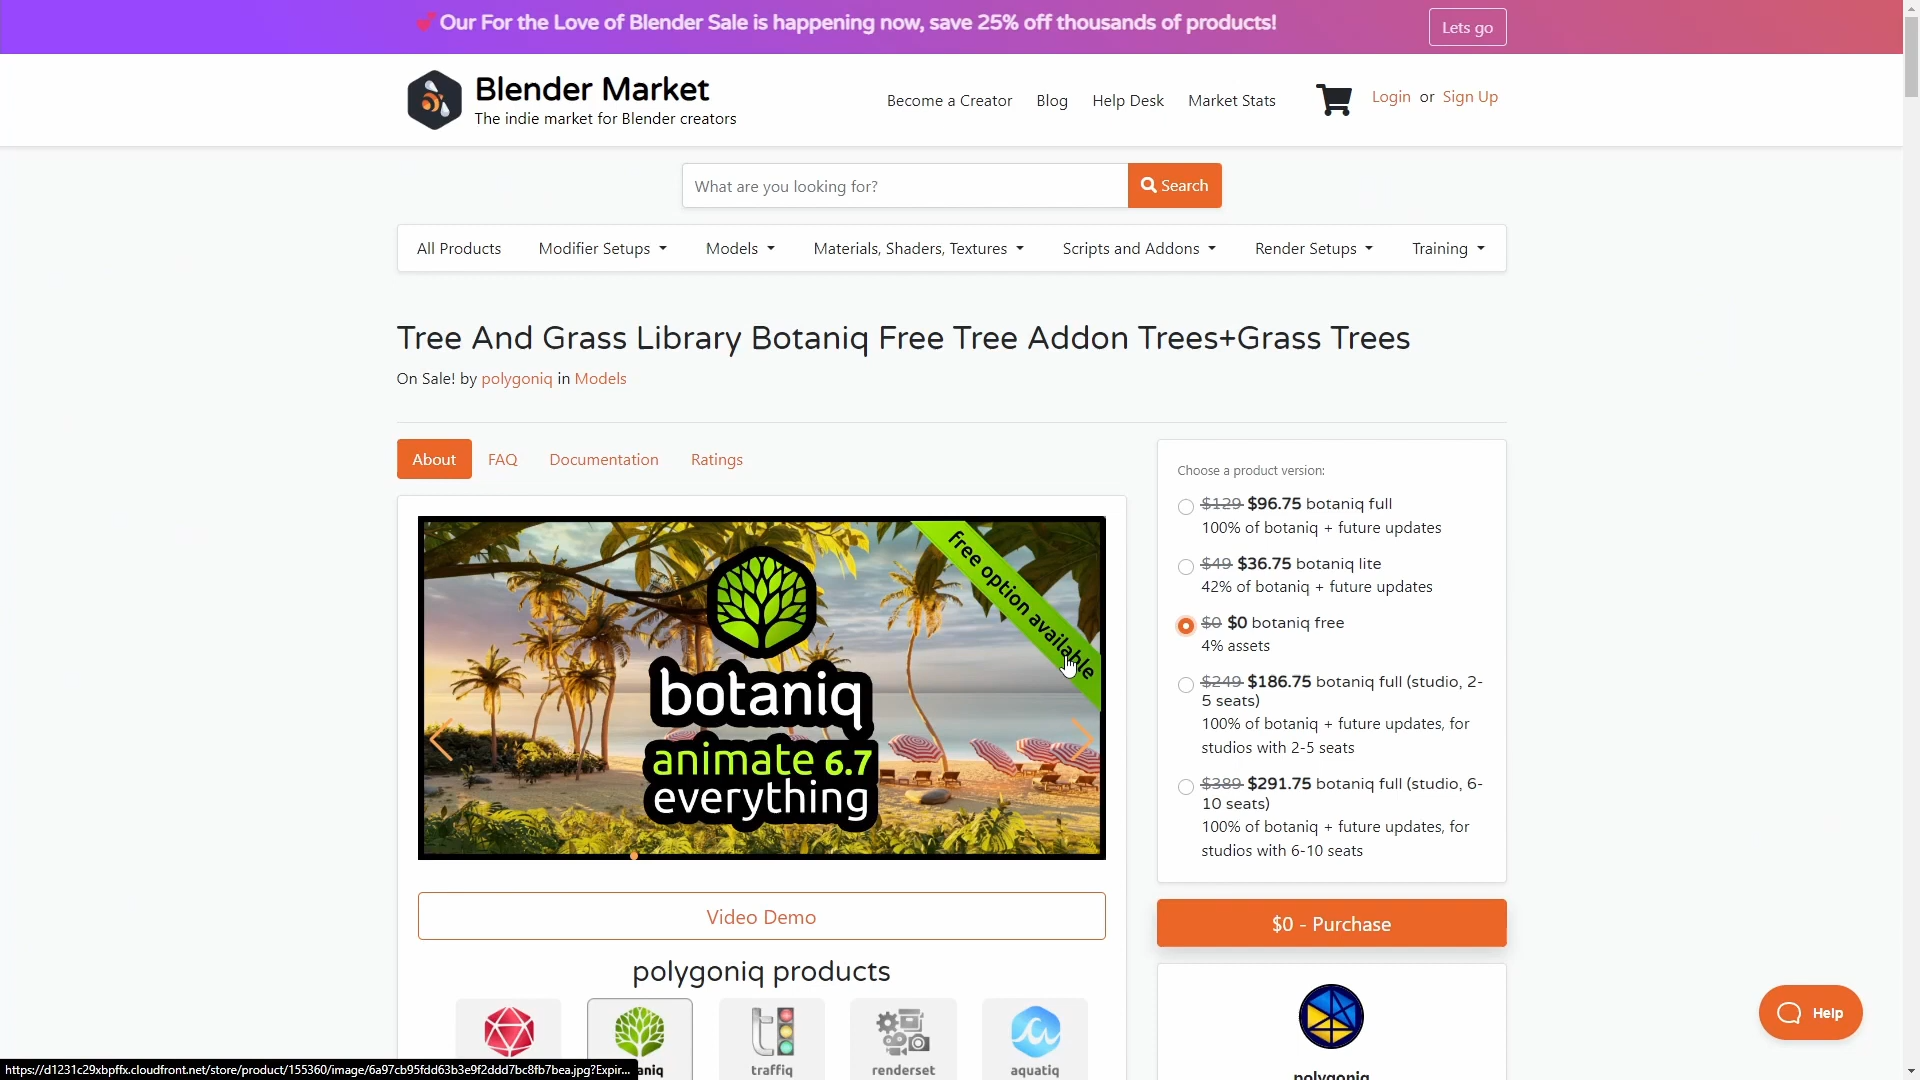 💕 Our For the Love of Blender Sale is happening now, save 25% off thousands of products!
Lets go
Blender Market
The indie market for Blender creators
Become a Creator
Blog
Help Desk
Market Stats
Login or Sign Up
What are you looking for?
Search
All Products
Modifier Setups
Models
Materials, Shaders, Textures
Scripts and Addons
Render Setups
Training
Tree And Grass Library Botaniq Free Tree Addon Trees+Grass Trees
On Sale! by polygoniq in Models
About
FAQ
Documentation
Ratings
free option available
botaniq
animate 6.7
everything
Video Demo
polygoniq products
aniq
traffiq
renderset
aquatiq
Choose a product version:
$129 $96.75 botaniq full
100% of botaniq + future updates
$49 $36.75 botaniq lite
42% of botaniq + future updates
$0 $0 botaniq free
4% assets
$249 $186.75 botaniq full (studio, 2-
5 seats)
100% of botaniq + future updates, for
studios with 2-5 seats
$389 $291.75 botaniq full (studio, 6-
10 seats)
100% of botaniq + future updates, for
studios with 6-10 seats
$0 - Purchase
polygoniq
Help
https://d1231c29xbpffx.cloudfront.net/store/product/155360/image/6a97cb95fdd63b3e9f2ddd7bc8fb7bea.jpg?Expir...